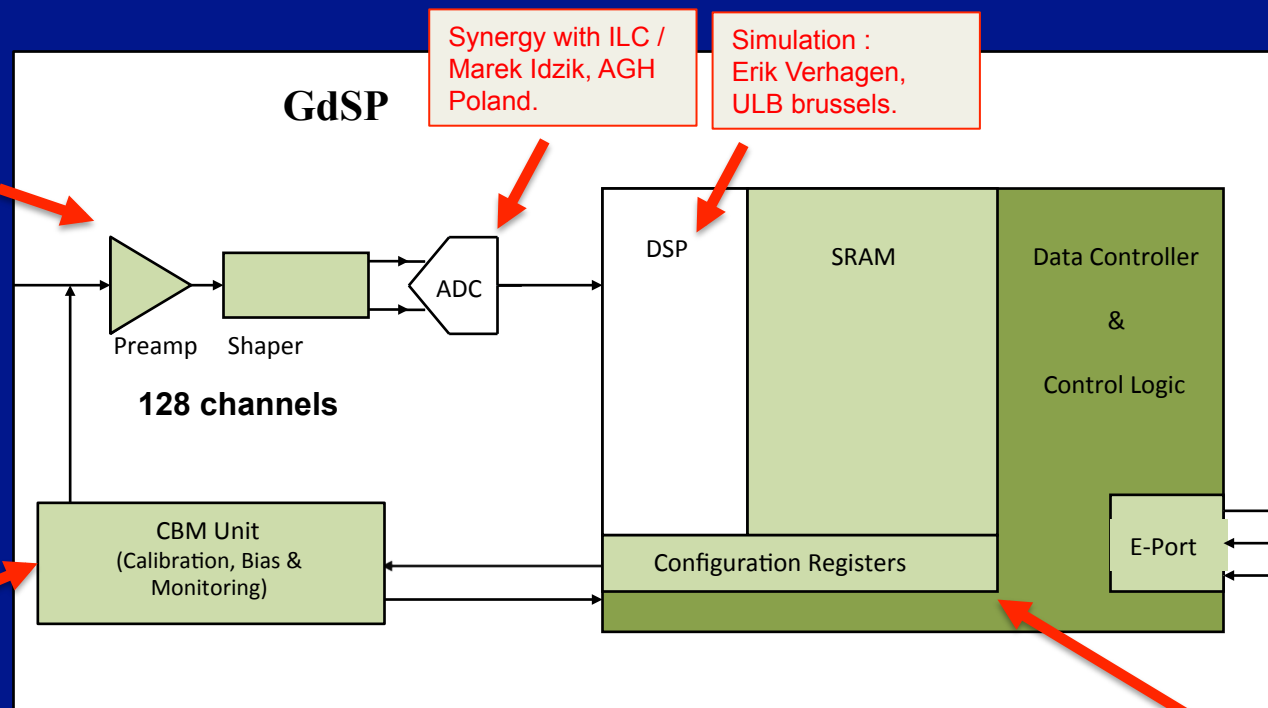 Synergy with ILC /
Marek Idzik, AGH
Poland.
Simulation :
Erik Verhagen,
ULB brussels.
GdSP
DSP
SRAM
Data Controller
&
Control Logic
ADC
Preamp
Shaper
128 channels
CBM Unit
(Calibration, Bias &
Monitoring)
Configuration Registers
E-Port